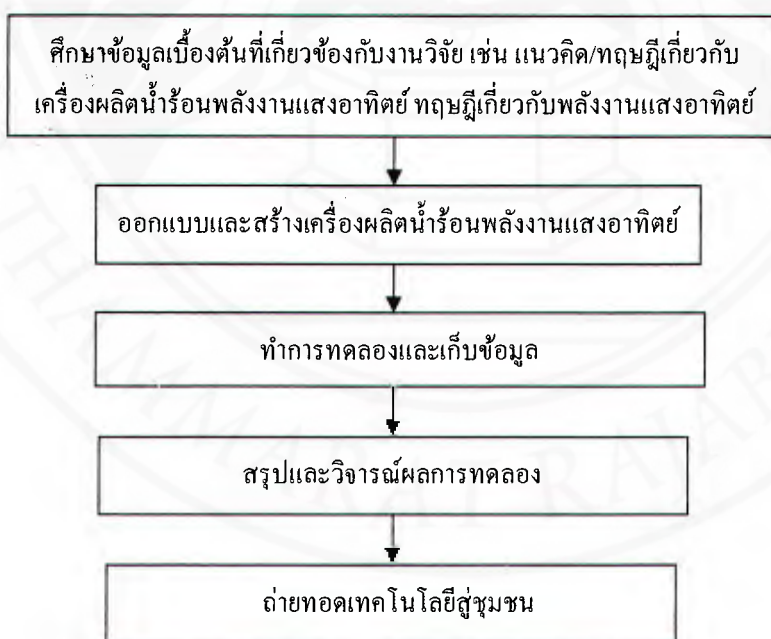 ศึกษาข้อมูลเบื้องต้นที่เกี่ยวข้องกับงานวิจัย เช่น แนวคิด/ทฤษฎีเกี่ยวกับ
เครื่องผลิตน้ำร้อนพลังงานแสงอาทิตย์ ทฤษฎีเกี่ยวกับพลังงานแสงอาทิตย์
ออกแบบและสร้างเครื่องผลิตน้ำร้อนพลังงานแสงอาทิตย์
ทำการทดลองและเก็บข้อมูล
สรุปและวิจารณ์ผลการทดลอง
ถ่ายทอดเทคโนโลยีสู่ชุมชน